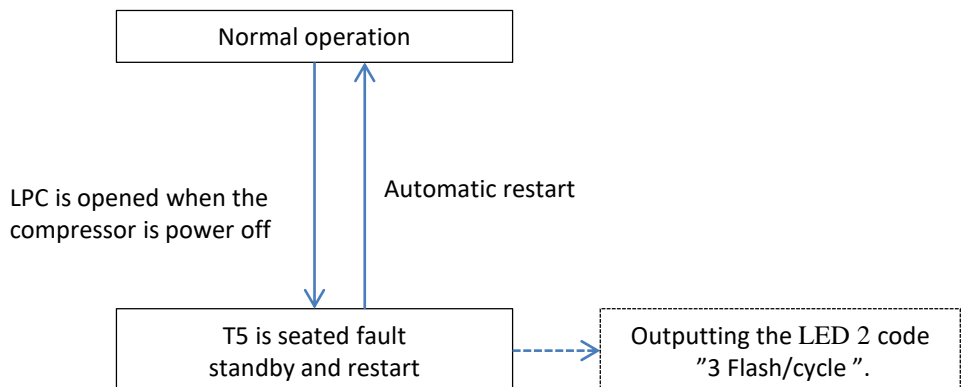 Normal operation
LPC is opened when the
compressor is power off
Automatic restart
T5 is seated fault
standby and restart
Outputting the LED 2 code
”3 Flash/cycle ”.